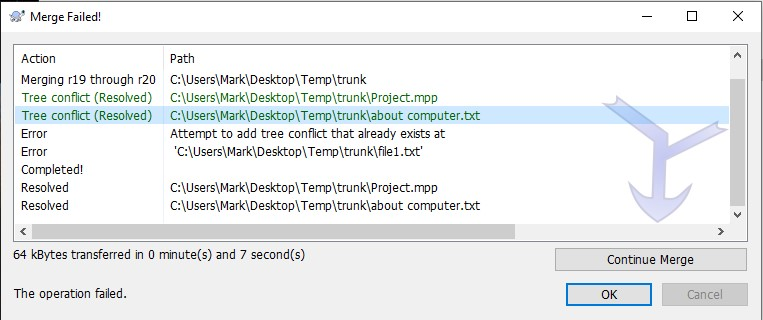 Merge Failed!
Action Path
Merging r19 through r20 C:\Users\Mark\Desktop\Temp\trunk
Tree conflict (Resolved) C:\Users\Mark\Desktop\Temp\trunk\Project.mpp
Tree conflict (Resolved) C:\Users\Mark\Desktop\Temp\trunk\about computer.txt
Error Attempt to add tree conflict that already exists at
Error 'C:\Users\Mark\Desktop\Temp\trunk\file1.txt'
Completed!
Resolved C:\Users\Mark\Desktop\Temp\trunk\Project.mpp
Resolved C:\Users\Mark\Desktop\Temp\trunk\about computer.txt
64 kBytes transferred in 0 minute(s) and 7 second(s)
Continue Merge
The operation failed.
OK Cancel